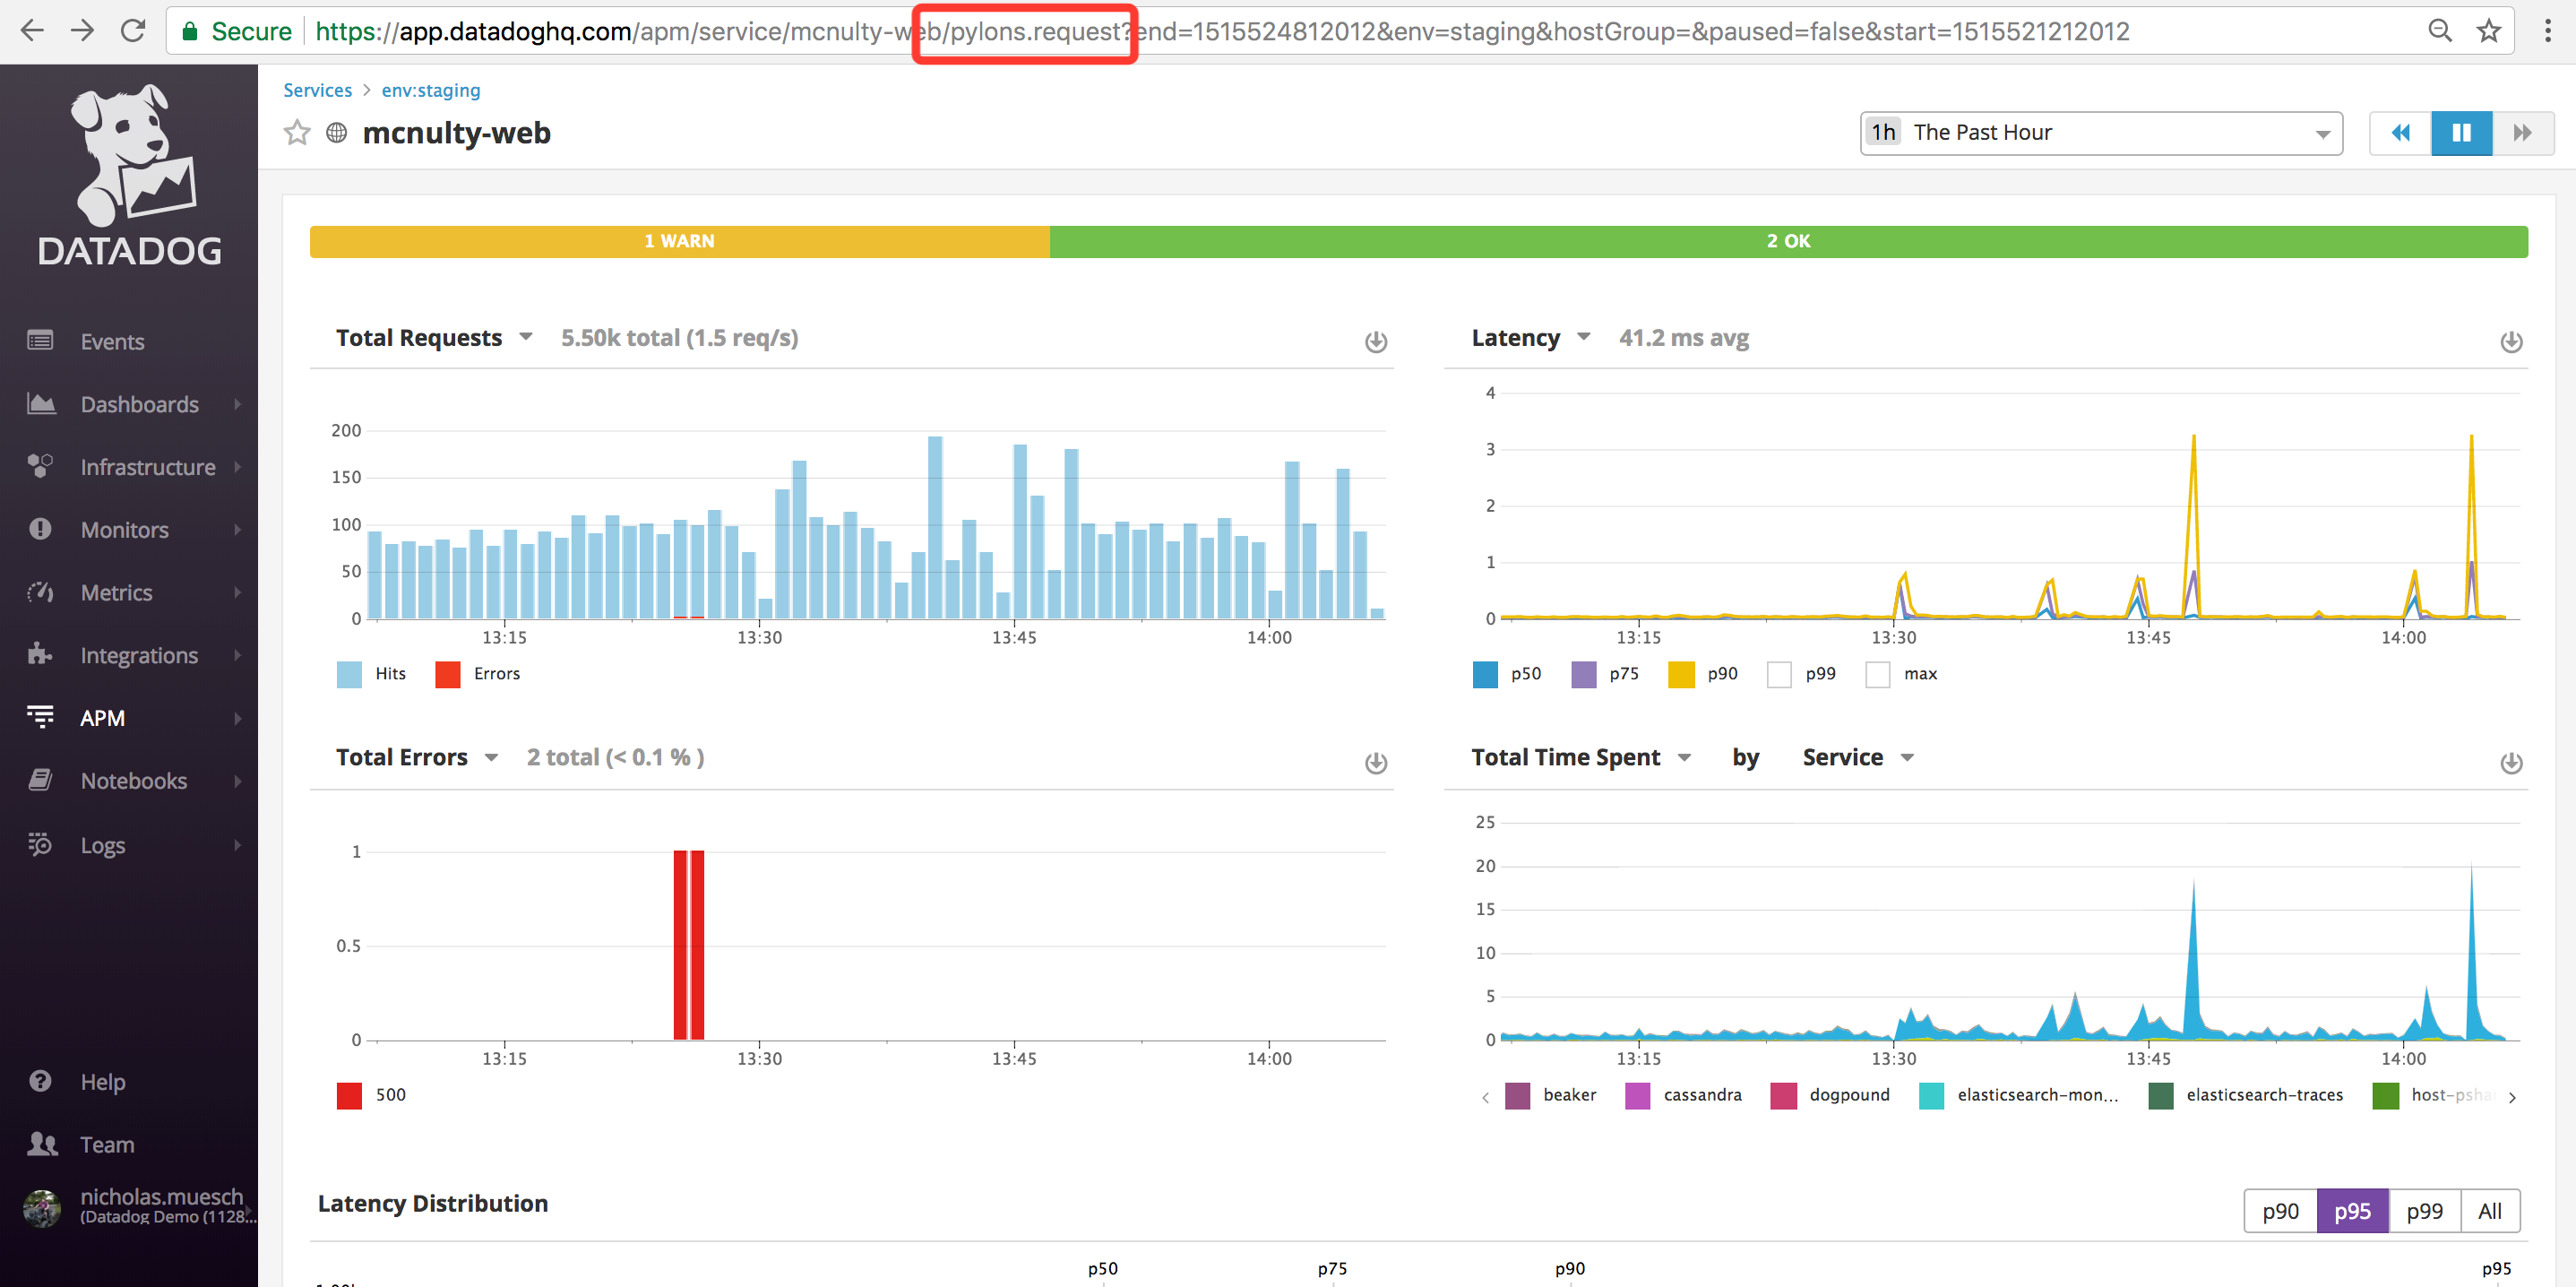 Secure https://app.datadoghq.com/apm/service/mcnulty-web/pylons.request?end=1515524812012&env=staging&hostGroup=&paused=false&start=1515521212012
DATADOG
Events
Dashboards
Infrastructure
Monitors
Metrics
Integrations
APM
Notebooks
Logs
Help
Team
nicholas.muesch
(Datadog Demo (1128...
Services > env:staging
mcnulty-web
1h The Past Hour
1 WARN
2 OK
Total Requests 5.50k total (1.5 req/s)
200
150
100
50
0
13:15 13:30 13:45 14:00
Hits Errors
Latency 41.2 ms avg
4
3
2
1
0
13:15 13:30 13:45 14:00
p50 p75 p90 p99 max
Total Errors 2 total (< 0.1 % )
1
0.5
0
13:15 13:30 13:45 14:00
500
Total Time Spent by Service
25
20
15
10
5
0
13:15 13:30 13:45 14:00
beaker cassandra dogpound elasticsearch-mon... elasticsearch-traces
Latency Distribution
p90 p95 p99 All
p50 p75 p90 p95